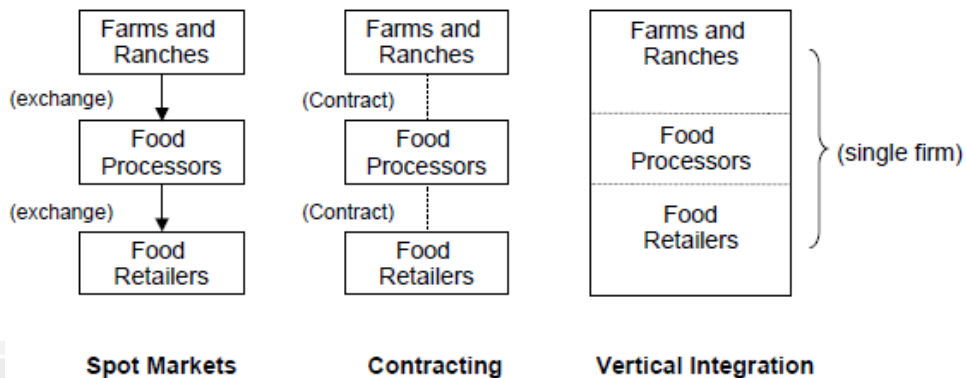 Farms and
Ranches
(exchange)
Food
Processors
(exchange)
Food
Retailers
Spot Markets
Farms and
Ranches
(Contract)
Food
Processors
(Contract)
Food
Retailers
Contracting
Farms and
Ranches
Food
Processors
Food
Retailers
(single firm)
Vertical Integration